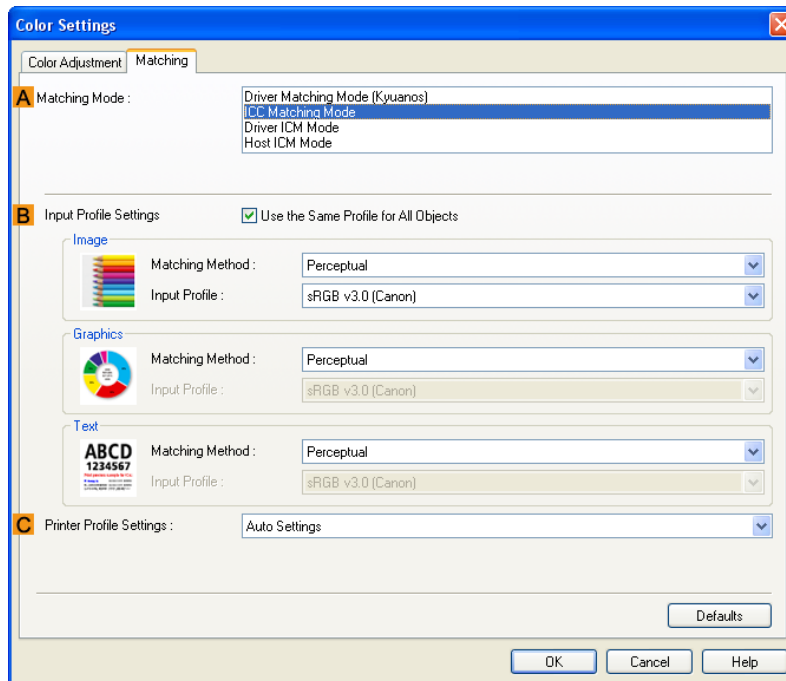 Color Settings
Color Adjustment Matching
A Matching Mode : Driver Matching Mode (Kyuanos)
ICC Matching Mode
Driver ICM Mode
Host ICM Mode
B Input Profile Settings Use the Same Profile for All Objects
Image
Matching Method : Perceptual
Input Profile : sRGB v3.0 (Canon)
Graphics
Matching Method : Perceptual
Input Profile : sRGB v3.0 (Canon)
Text
ABCD
1234567
Matching Method : Perceptual
Input Profile : sRGB v3.0 (Canon)
C Printer Profile Settings : Auto Settings
Defaults
OK Cancel Help